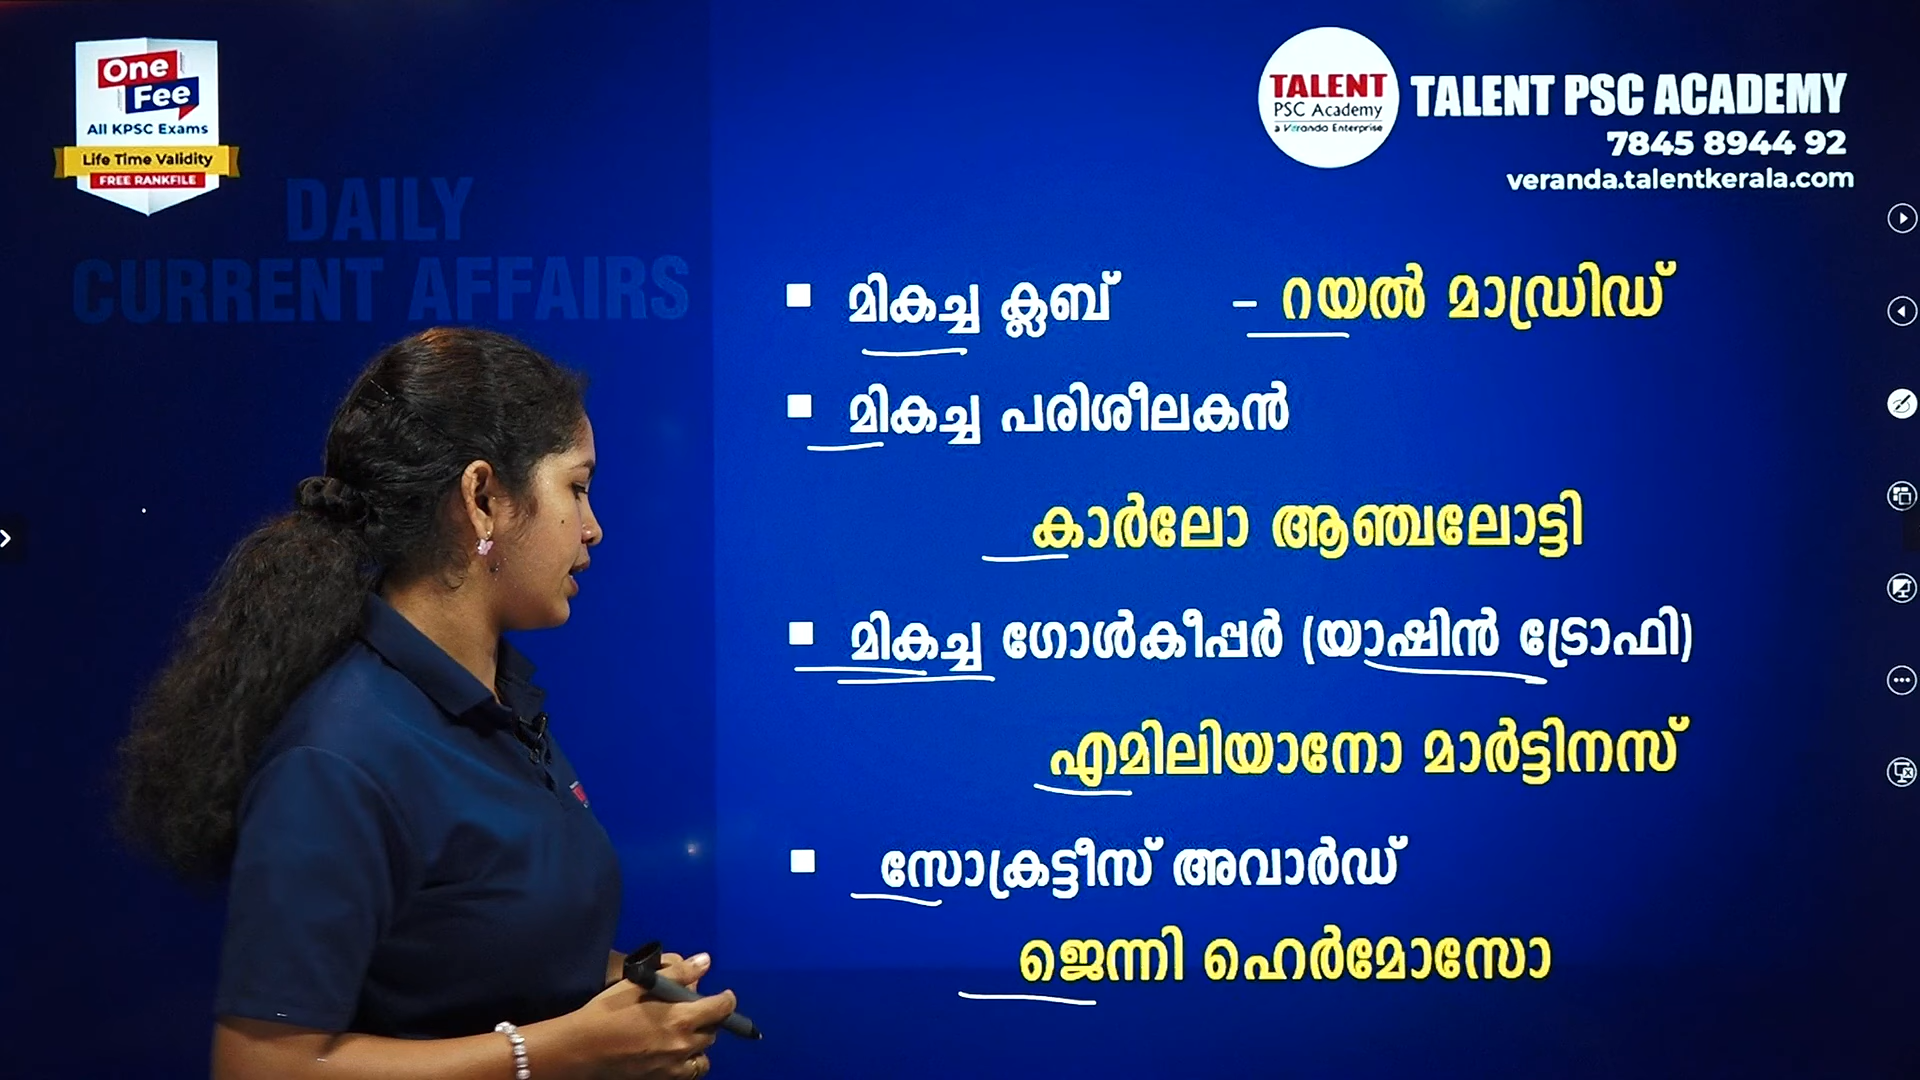 One
Fee
All KPSC Exams
Life Time Validity
FREE RANKFILE
TALENT
PSC Academy
a Veranda Enterprise
TALENT PSC ACADEMY
7845 8944 92
veranda.talentkerala.com
DAILY
CURRENT AFFAIRS
▪ മികച്ച ക്ലബ് – റയൽ മാഡ്രിഡ്
▪ മികച്ച പരിശീലകൻ
കാർലോ ആഞ്ചലോട്ടി
▪ മികച്ച ഗോൾകീപ്പർ (യാഷിൻ ട്രോഫി)
എമിലിയാനോ മാർട്ടിനസ്
▪ സോക്രട്ടീസ് അവാർഡ്
ജെന്നി ഹെർമോസോ